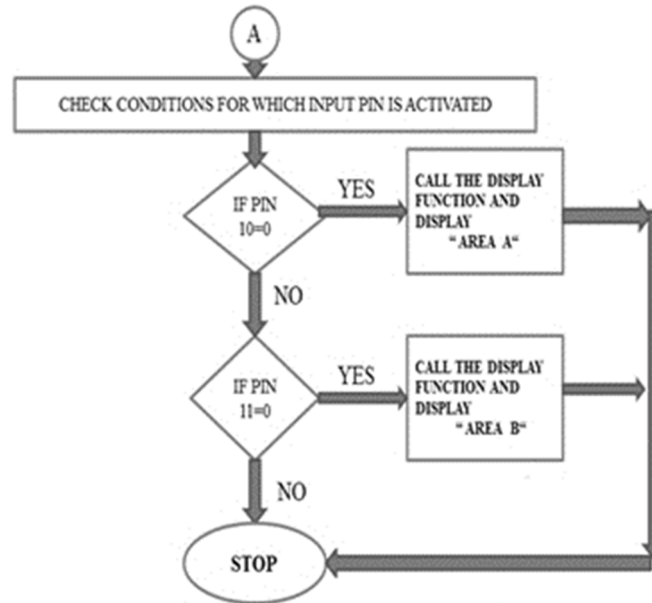 A
CHECK CONDITIONS FOR WHICH INPUT PIN IS ACTIVATED
IF PIN
10=0
YES
CALL THE DISPLAY
FUNCTION AND
DISPLAY
“AREA A“
NO
IF PIN
11=0
YES
CALL THE DISPLAY
FUNCTION AND
DISPLAY
“AREA B“
NO
STOP